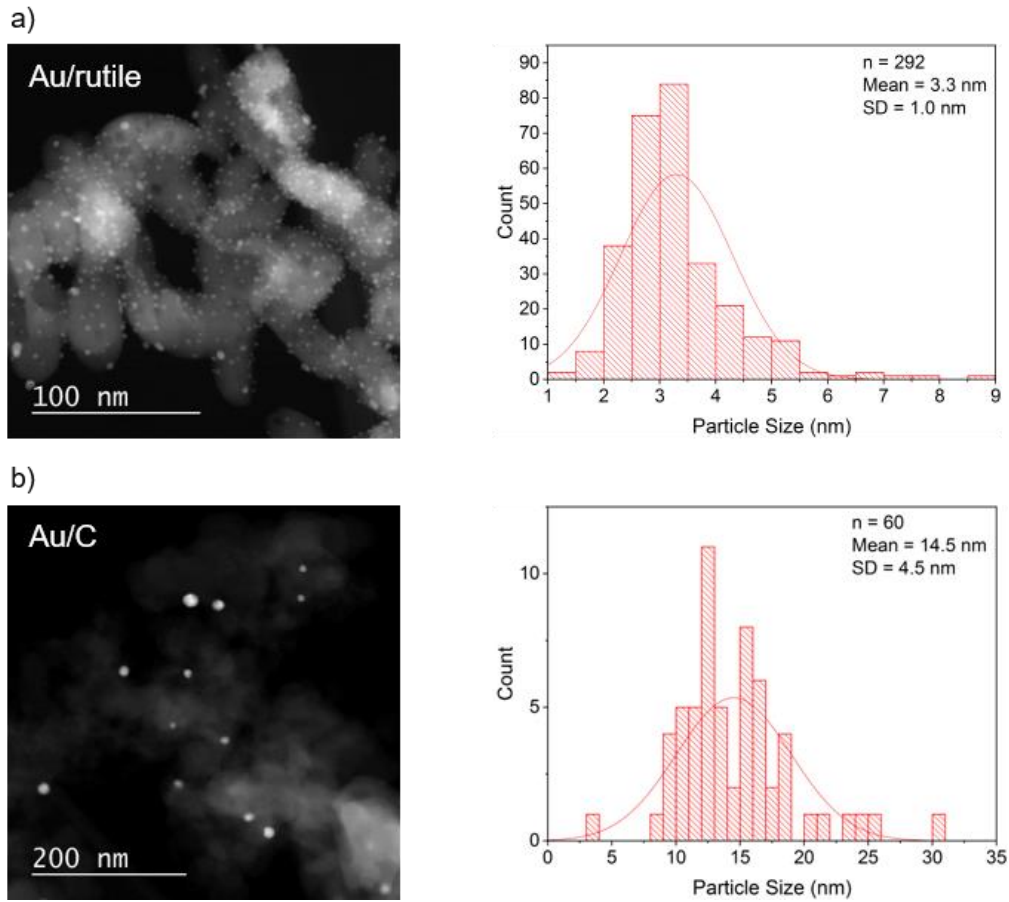 a)
Au/rutile
100 nm
90
80
70
60
50
40
30
20
10
0
Count
n = 292
Mean = 3.3 nm
SD = 1.0 nm
1 2 3 4 5 6 7 8 9
Particle Size (nm)
b)
Au/C
200 nm
10
5
0
Count
n = 60
Mean = 14.5 nm
SD = 4.5 nm
0 5 10 15 20 25 30 35
Particle Size (nm)